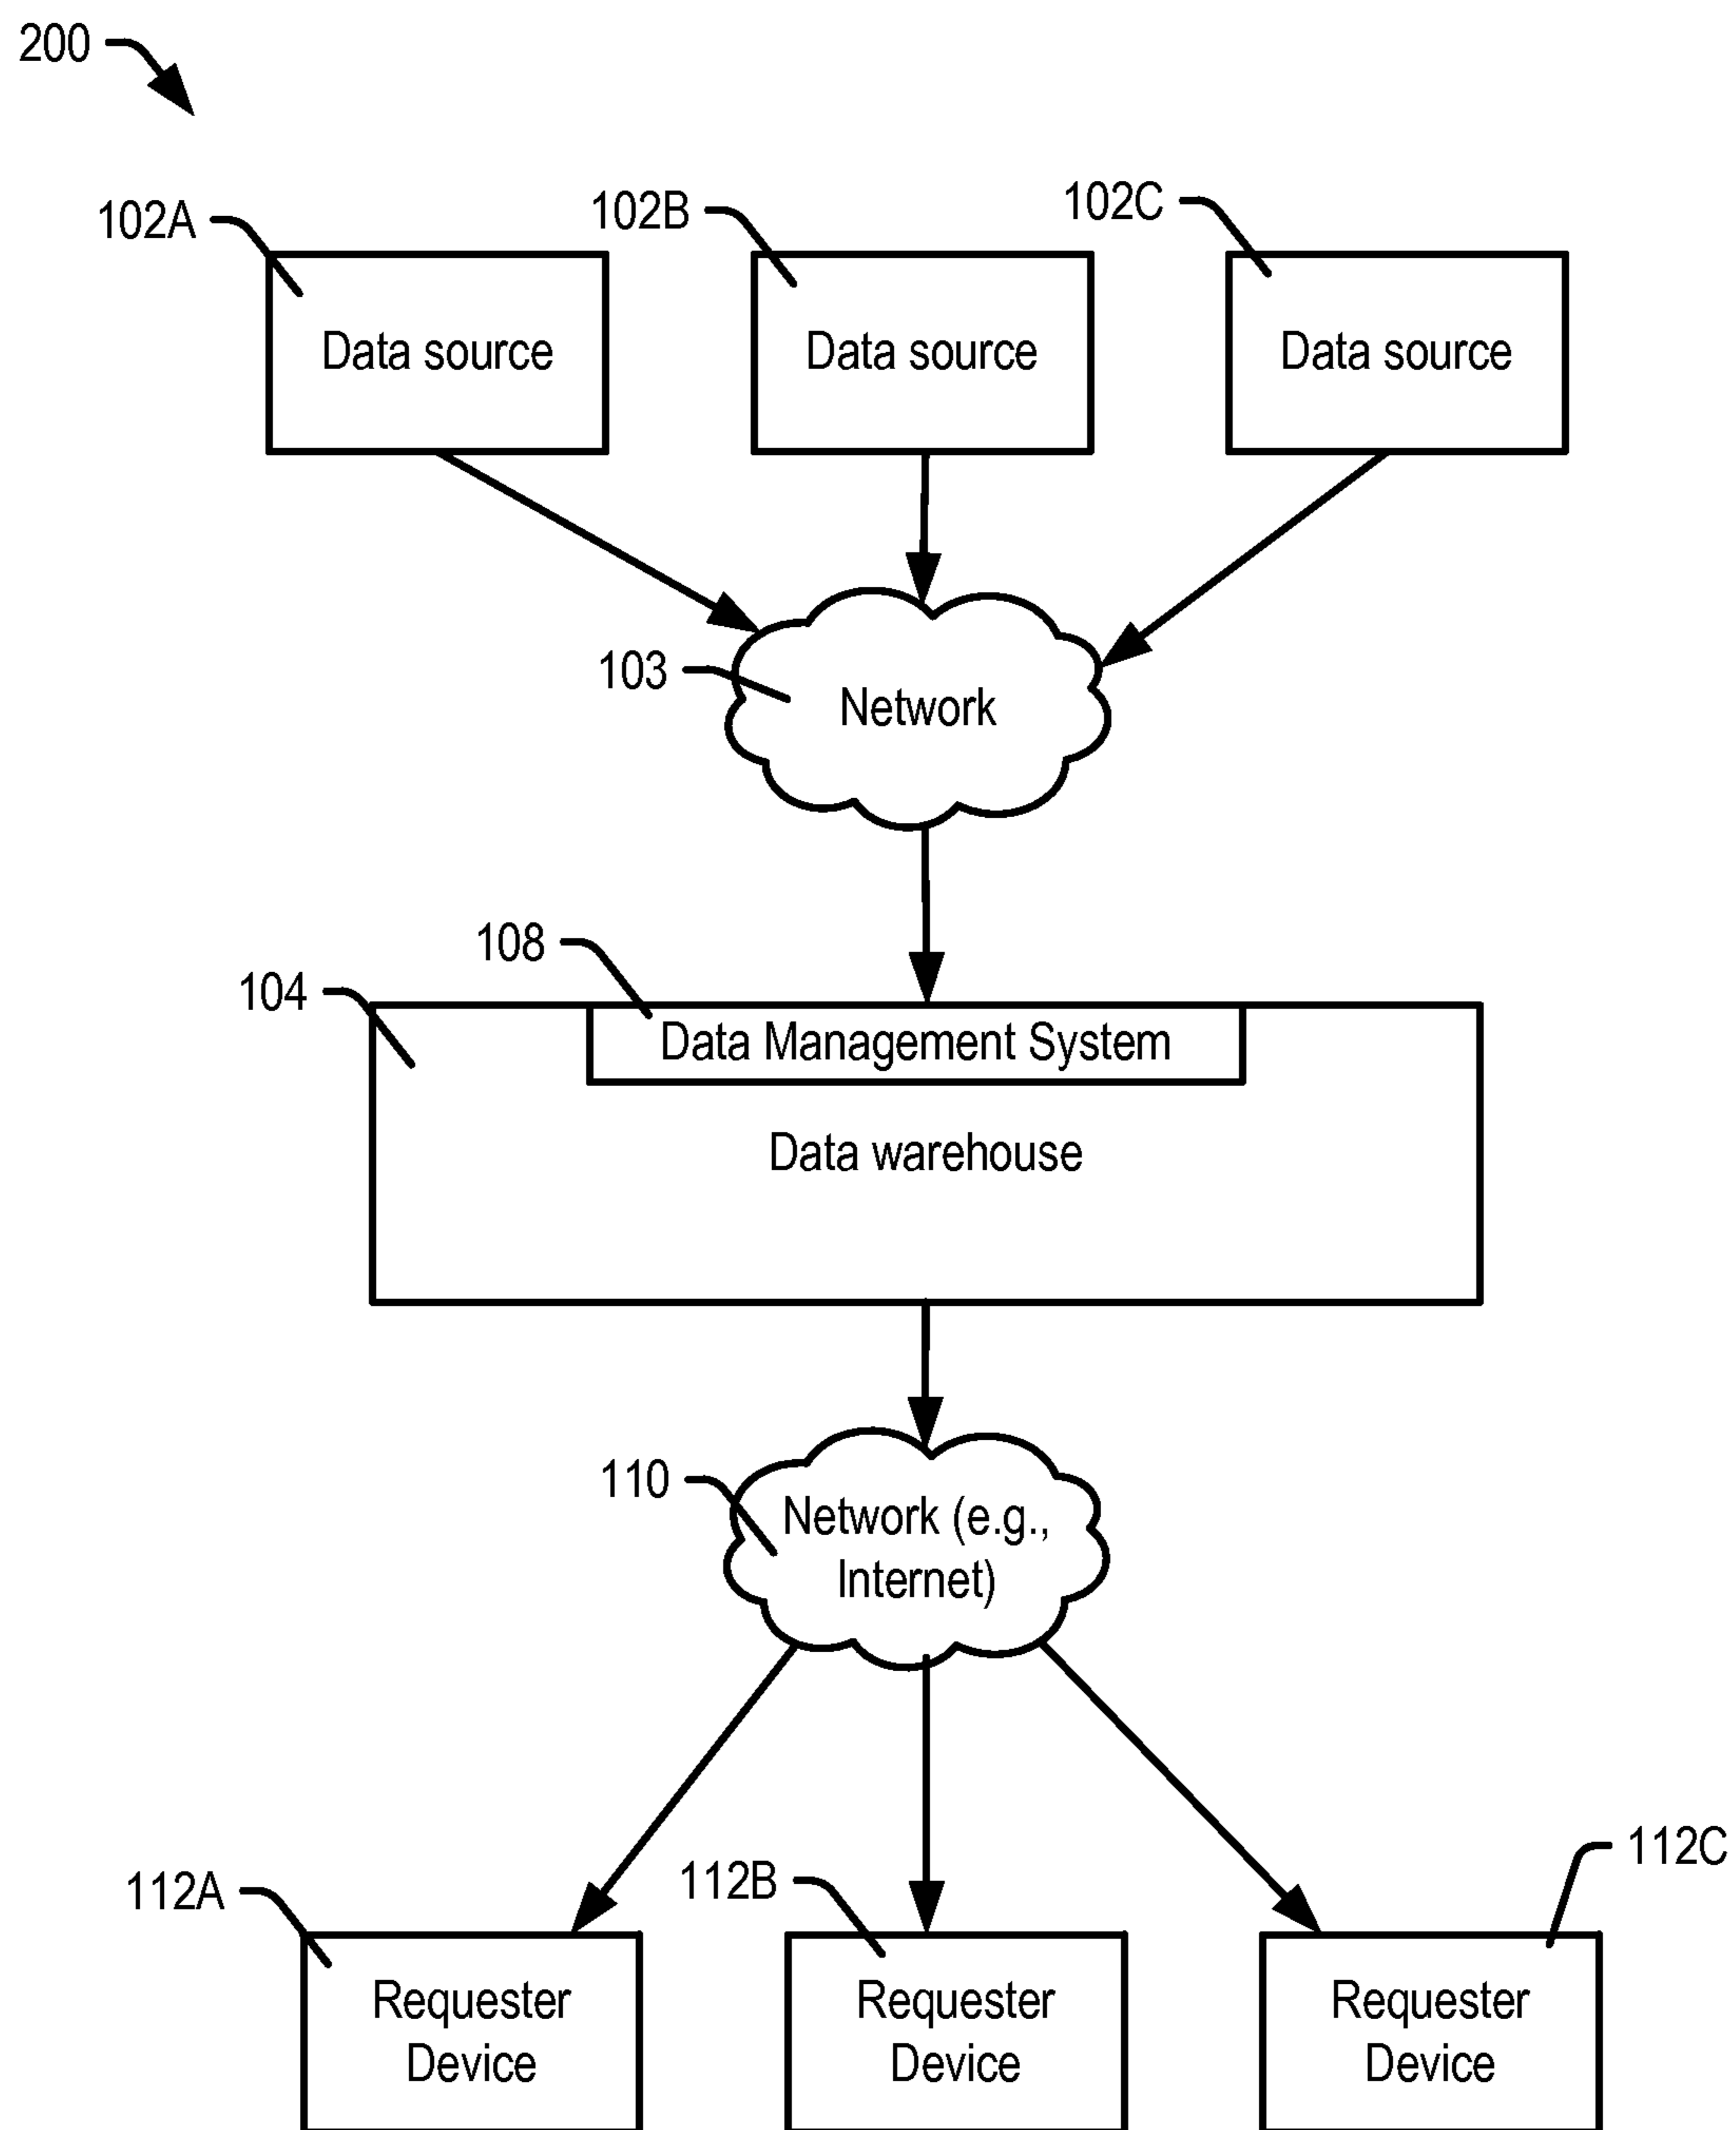 200
102A
102B
102C
Data source
Data source
Data source
103
Network
108
104
Data Management System
Data warehouse
110
Network (e.g.,
Internet)
112A
112B
112C
Requester
Device
Requester
Device
Requester
Device